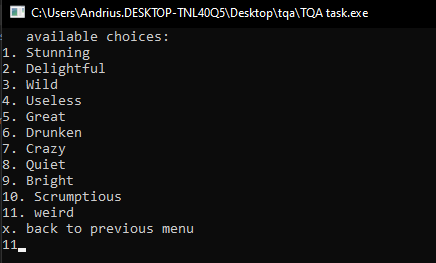 C:\Users\Andrius.DESKTOP-TNL40Q5\Desktop\tqa\TQA task.exe
available choices:
1. Stunning
2. Delightful
3. Wild
4. Useless
5. Great
6. Drunken
7. Crazy
8. Quiet
9. Bright
10. Scrumptious
11. weird
x. back to previous menu
11